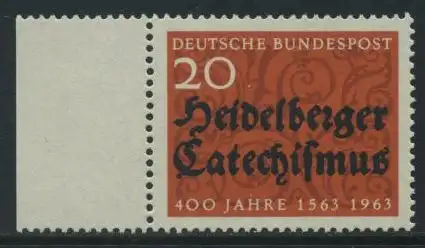 DEUTSCHE BUNDESPOST
20
Heidelberger
Catechiſmus
400 JAHRE 1563 1963